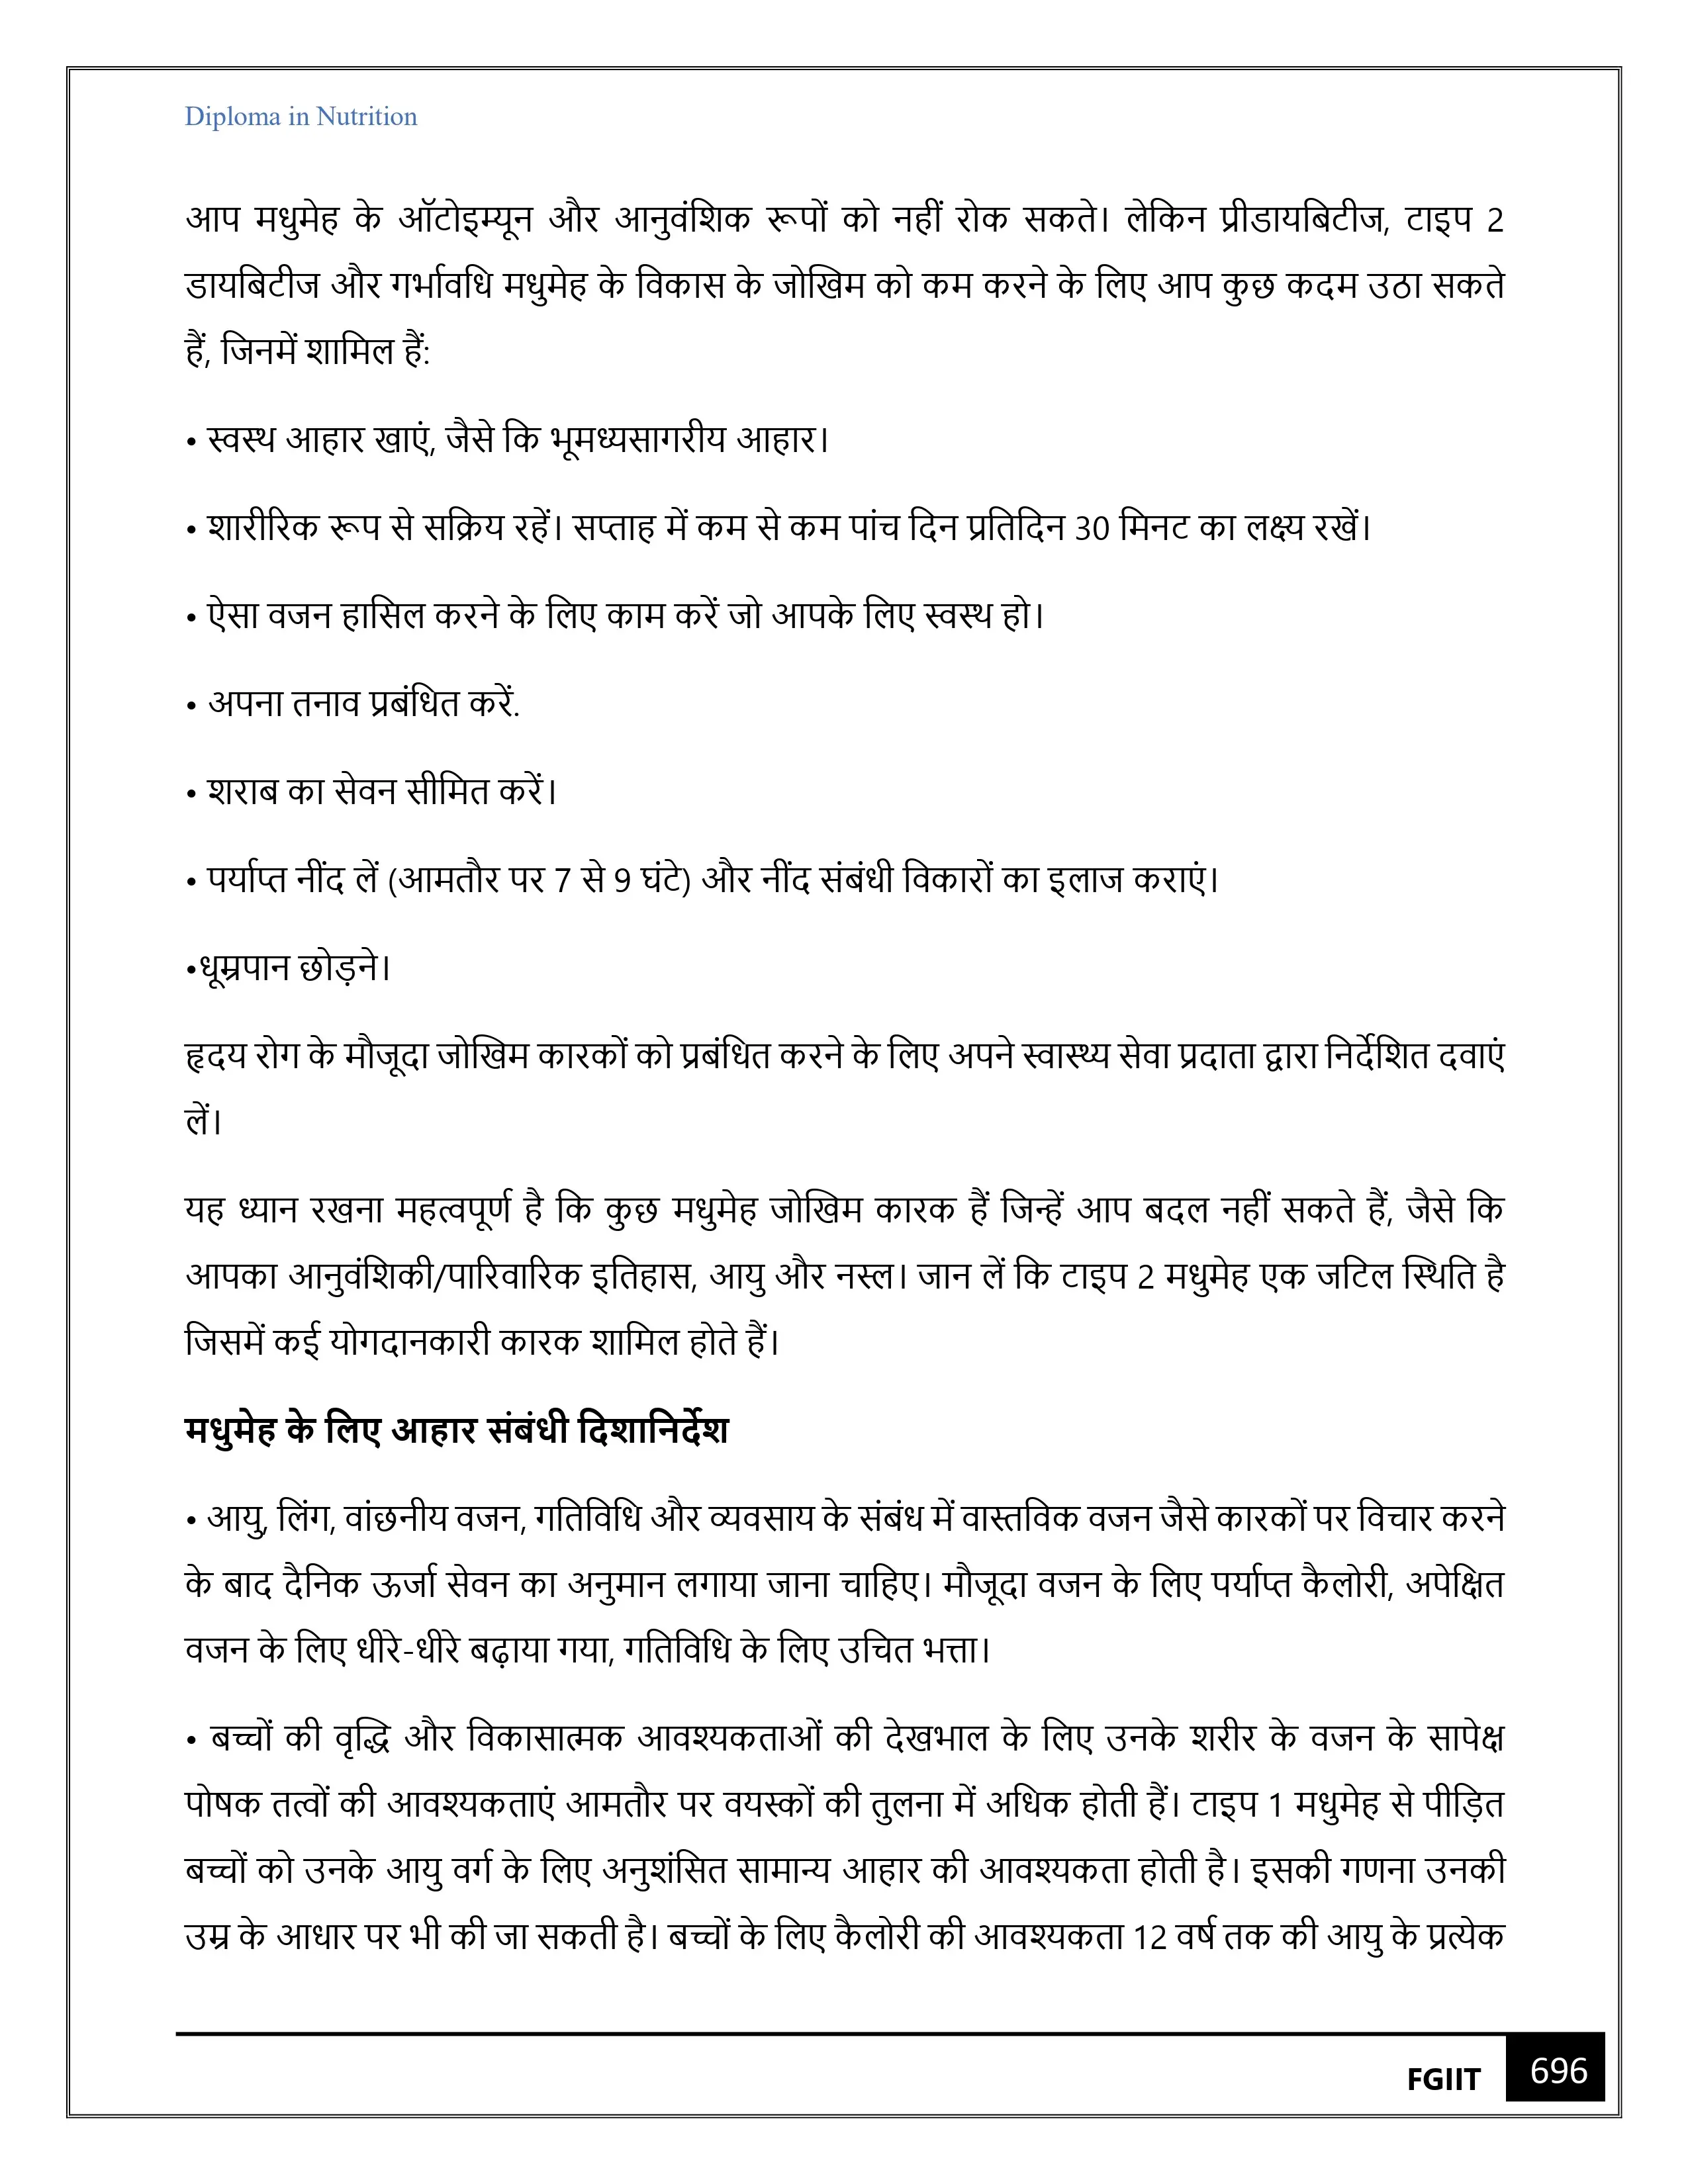 Diploma in Nutrition
आप मधुमेह के ऑटोइम्यून और आनुवंशिक रूपों को नहीं रोक सकते। लेकिन प्रीडायबिटीज, टाइप 2
डायबिटीज और गर्भावधि मधुमेह के विकास के जोखिम को कम करने के लिए आप कुछ कदम उठा सकते
हैं, जिनमें शामिल हैं:
• स्वस्थ आहार खाएं, जैसे कि भूमध्यसागरीय आहार।
• शारीरिक रूप से सक्रिय रहें। सप्ताह में कम से कम पांच दिन प्रतिदिन 30 मिनट का लक्ष्य रखें।
• ऐसा वजन हासिल करने के लिए काम करें जो आपके लिए स्वस्थ हो।
• अपना तनाव प्रबंधित करें.
• शराब का सेवन सीमित करें।
• पर्याप्त नींद लें (आमतौर पर 7 से 9 घंटे) और नींद संबंधी विकारों का इलाज कराएं।
•धूम्रपान छोड़ने।
हृदय रोग के मौजूदा जोखिम कारकों को प्रबंधित करने के लिए अपने स्वास्थ्य सेवा प्रदाता द्वारा निर्देशित दवाएं
लें।
यह ध्यान रखना महत्वपूर्ण है कि कुछ मधुमेह जोखिम कारक हैं जिन्हें आप बदल नहीं सकते हैं, जैसे कि
आपका आनुवंशिकी/पारिवारिक इतिहास, आयु और नस्ल। जान लें कि टाइप 2 मधुमेह एक जटिल स्थिति है
जिसमें कई योगदानकारी कारक शामिल होते हैं।
मधुमेह के लिए आहार संबंधी दिशानिर्देश
• आयु, लिंग, वांछनीय वजन, गतिविधि और व्यवसाय के संबंध में वास्तविक वजन जैसे कारकों पर विचार करने
के बाद दैनिक ऊर्जा सेवन का अनुमान लगाया जाना चाहिए। मौजूदा वजन के लिए पर्याप्त कैलोरी, अपेक्षित
वजन के लिए धीरे-धीरे बढ़ाया गया, गतिविधि के लिए उचित भत्ता।
• बच्चों की वृद्धि और विकासात्मक आवश्यकताओं की देखभाल के लिए उनके शरीर के वजन के सापेक्ष
पोषक तत्वों की आवश्यकताएं आमतौर पर वयस्कों की तुलना में अधिक होती हैं। टाइप 1 मधुमेह से पीड़ित
बच्चों को उनके आयु वर्ग के लिए अनुशंसित सामान्य आहार की आवश्यकता होती है। इसकी गणना उनकी
उम्र के आधार पर भी की जा सकती है। बच्चों के लिए कैलोरी की आवश्यकता 12 वर्ष तक की आयु के प्रत्येक
FGIIT 696